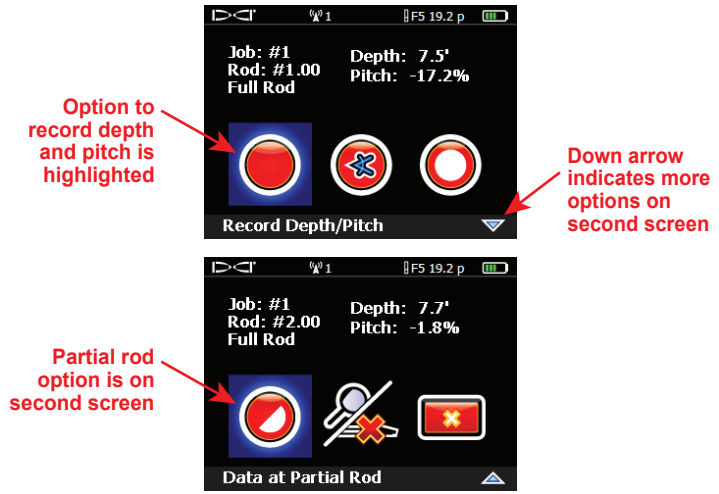 DCI 1 F5 19.2 p
Job: #1
Rod: #1.00
Full Rod
Depth: 7.5'
Pitch: -17.2%
Option to
record depth
and pitch is
highlighted
Down arrow
indicates more
options on
second screen
Record Depth/Pitch
DCI 1 F5 19.2 p
Job: #1
Rod: #2.00
Full Rod
Depth: 7.7'
Pitch: -1.8%
Partial rod
option is on
second screen
Data at Partial Rod